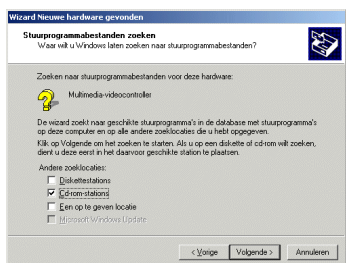 Wizard Nieuwe hardware gevonden
Stuurprogrammabestanden zoeken
Waar wilt u Windows laten zoeken naar stuurprogrammabestanden?
Zoeken naar stuurprogrammabestanden voor deze hardware:
Multimedia-videocontroller
De wizard zoekt naar geschikte stuurprogramma's in de database met stuurprogramma's
op deze computer en op alle andere zoeklocaties die u hebt opgegeven.
Klik op Volgende om het zoeken te starten. Als u op een diskette of cd-rom wilt zoeken,
dient u deze eerst in het daarvoor geschikte station te plaatsen.
Andere zoeklocaties:
Diskettestations
Cd-rom-stations
Een op te geven locatie
Microsoft Windows Update
< Vorige
Volgende >
Annuleren